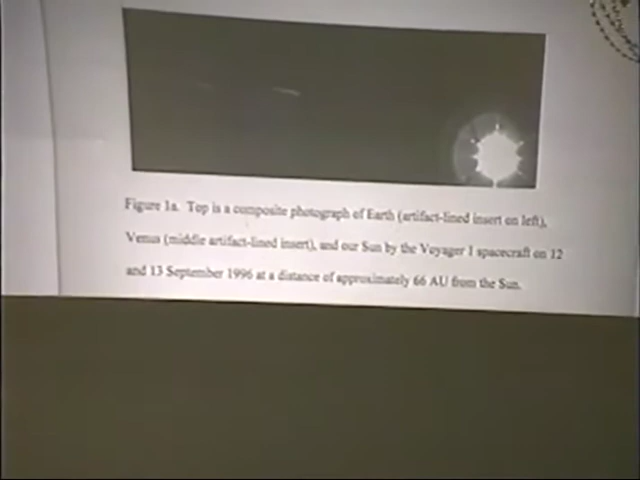 Figure 1a. Top is a composite photograph of Earth (artifact-lined insert on left),
Venus (middle artifact-lined insert), and our Sun by the Voyager 1 spacecraft on 12
and 13 September 1996 at a distance of approximately 66 AU from the Sun.